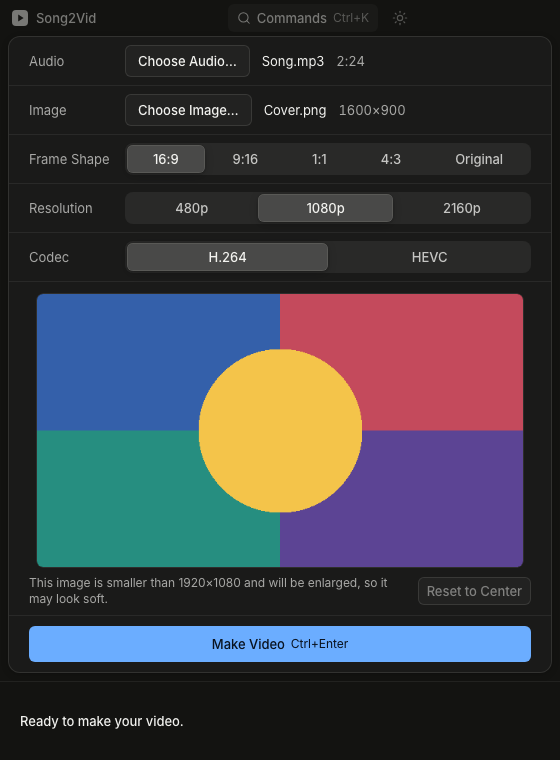 Song2Vid
Commands Ctrl+K
Audio Choose Audio... Song.mp3 2:24
Image Choose Image... Cover.png 1600×900
Frame Shape 16:9 9:16 1:1 4:3 Original
Resolution 480p 1080p 2160p
Codec H.264 HEVC
This image is smaller than 1920×1080 and will be enlarged, so it
may look soft.
Reset to Center
Make Video Ctrl+Enter
Ready to make your video.